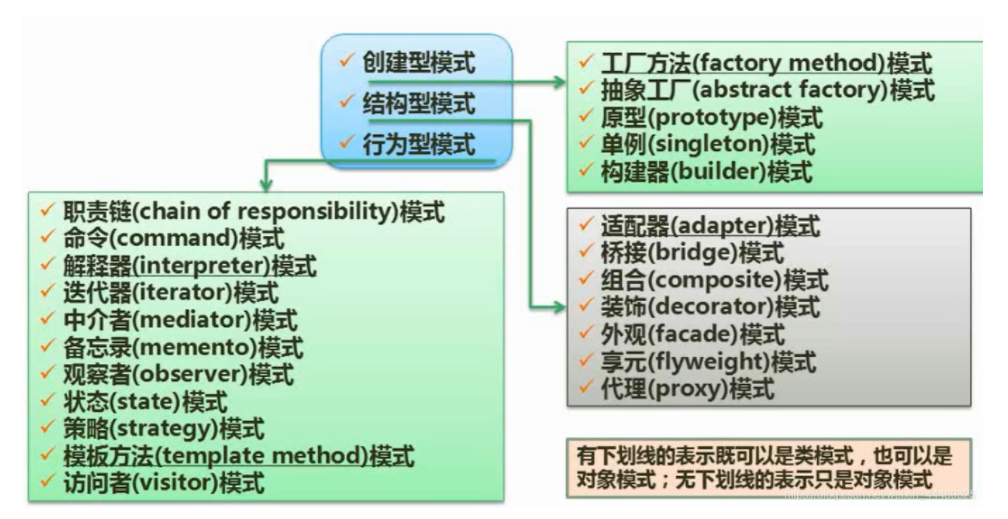 创建型模式
结构型模式
行为型模式
工厂方法(factory method)模式
抽象工厂(abstract factory)模式
原型(prototype)模式
单例(singleton)模式
构建器(builder)模式
职责链(chain of responsibility)模式
命令(command)模式
解释器(interpreter)模式
迭代器(iterator)模式
中介者(mediator)模式
备忘录(memento)模式
观察者(observer)模式
状态(state)模式
策略(strategy)模式
模板方法(template method)模式
访问者(visitor)模式
适配器(adapter)模式
桥接(bridge)模式
组合(composite)模式
装饰(decorator)模式
外观(facade)模式
享元(flyweight)模式
代理(proxy)模式
有下划线的表示既可以是类模式，也可以是
对象模式；无下划线的表示只是对象模式